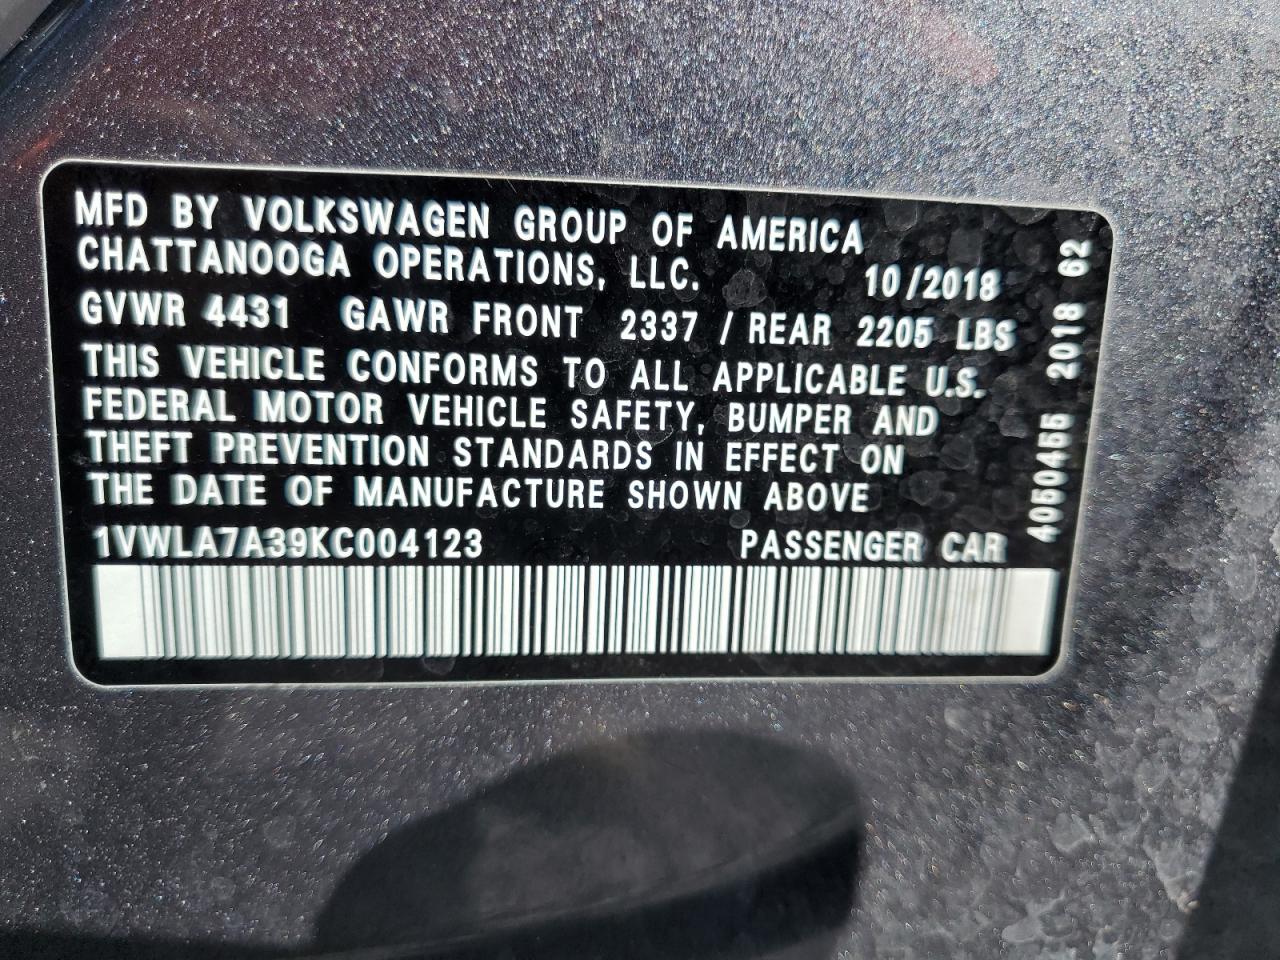 MFD BY VOLKSWAGEN GROUP OF AMERICA
CHATTANOOGA OPERATIONS, LLC. 10/2018
GVWR 4431 GAWR FRONT 2337 / REAR 2205 LBS
THIS VEHICLE CONFORMS TO ALL APPLICABLE U.S.
FEDERAL MOTOR VEHICLE SAFETY, BUMPER AND
THEFT PREVENTION STANDARDS IN EFFECT ON
THE DATE OF MANUFACTURE SHOWN ABOVE
1VWLA7A39KC004123 PASSENGER CAR
4050455 2018 62